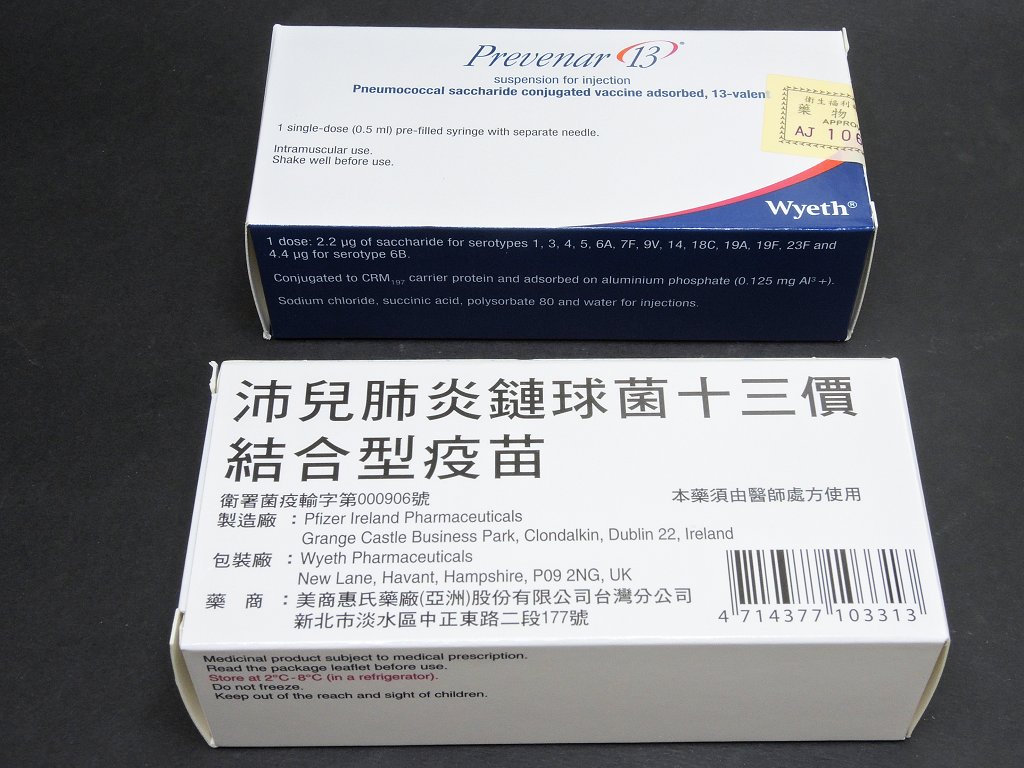 Prevenar 13®
suspension for injection
Pneumococcal saccharide conjugated vaccine adsorbed, 13-valent
1 single-dose (0.5 ml) pre-filled syringe with separate needle.
Intramuscular use.
Shake well before use.
衛生福利
藥 物
APPRO
AJ 106
Wyeth®
1 dose: 2.2 µg of saccharide for serotypes 1, 3, 4, 5, 6A, 7F, 9V, 14, 18C, 19A, 19F, 23F and
4.4 µg for serotype 6B.
Conjugated to CRM197 carrier protein and adsorbed on aluminium phosphate (0.125 mg Al³+).
Sodium chloride, succinic acid, polysorbate 80 and water for injections.
沛兒肺炎鏈球菌十三價
結合型疫苗
衛署菌疫輸字第000906號
本藥須由醫師處方使用
製造廠 : Pfizer Ireland Pharmaceuticals
Grange Castle Business Park, Clondalkin, Dublin 22, Ireland
包裝廠 : Wyeth Pharmaceuticals
New Lane, Havant, Hampshire, P09 2NG, UK
藥 商 : 美商惠氏藥廠(亞洲)股份有限公司台灣分公司
新北市淡水區中正東路二段177號
4 714377 103313
Medicinal product subject to medical prescription.
Read the package leaflet before use.
Store at 2°C-8°C (in a refrigerator).
Do not freeze.
Keep out of the reach and sight of children.